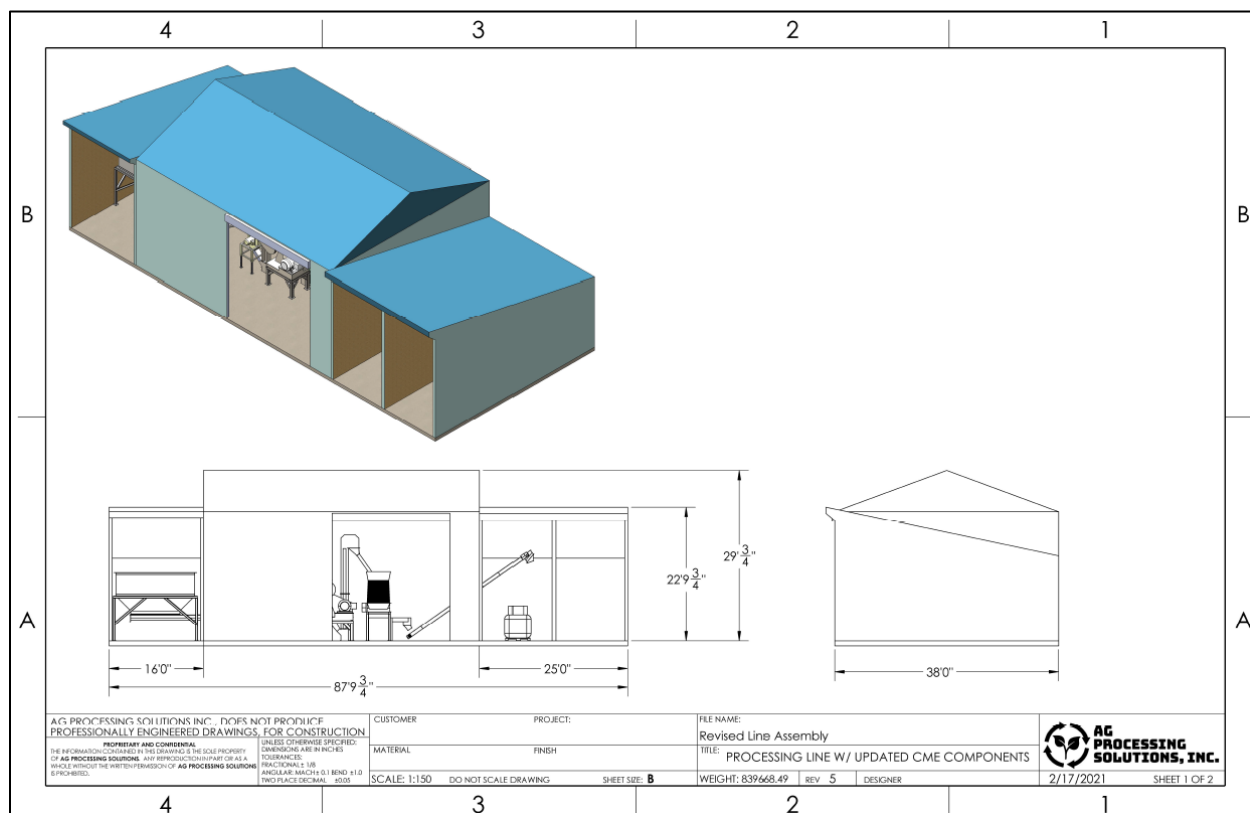 4 3 2 1
B B
29'3/4"
22'9 3/4"
A A
16'0" 25'0" 38'0"
87'9 3/4"
AG PROCESSING SOLUTIONS INC., DOES NOT PRODUCE
PROFESSIONALLY ENGINEERED DRAWINGS, FOR CONSTRUCTION
PROPRIETARY AND CONFIDENTIAL
THE INFORMATION CONTAINED IN THIS DRAWING IS THE SOLE PROPERTY
OF AG PROCESSING SOLUTIONS. ANY REPRODUCTION IN PART OR AS A
WHOLE WITHOUT THE WRITTEN PERMISSION OF AG PROCESSING SOLUTIONS
IS PROHIBITED.
UNLESS OTHERWISE SPECIFIED:
DIMENSIONS ARE IN INCHES
TOLERANCES:
FRACTIONAL ± 1/8
ANGULAR: MACH± 0.1 BEND ±1.0
TWO PLACE DECIMAL ±0.05
CUSTOMER PROJECT:
MATERIAL FINISH
SCALE: 1:150 DO NOT SCALE DRAWING SHEET SIZE: B
FILE NAME:
Revised Line Assembly
TITLE: PROCESSING LINE W/ UPDATED CME COMPONENTS
WEIGHT: 839668.49 REV 5 DESIGNER
AG
PROCESSING
SOLUTIONS, INC.
2/17/2021 SHEET 1 OF 2
4 3 2 1